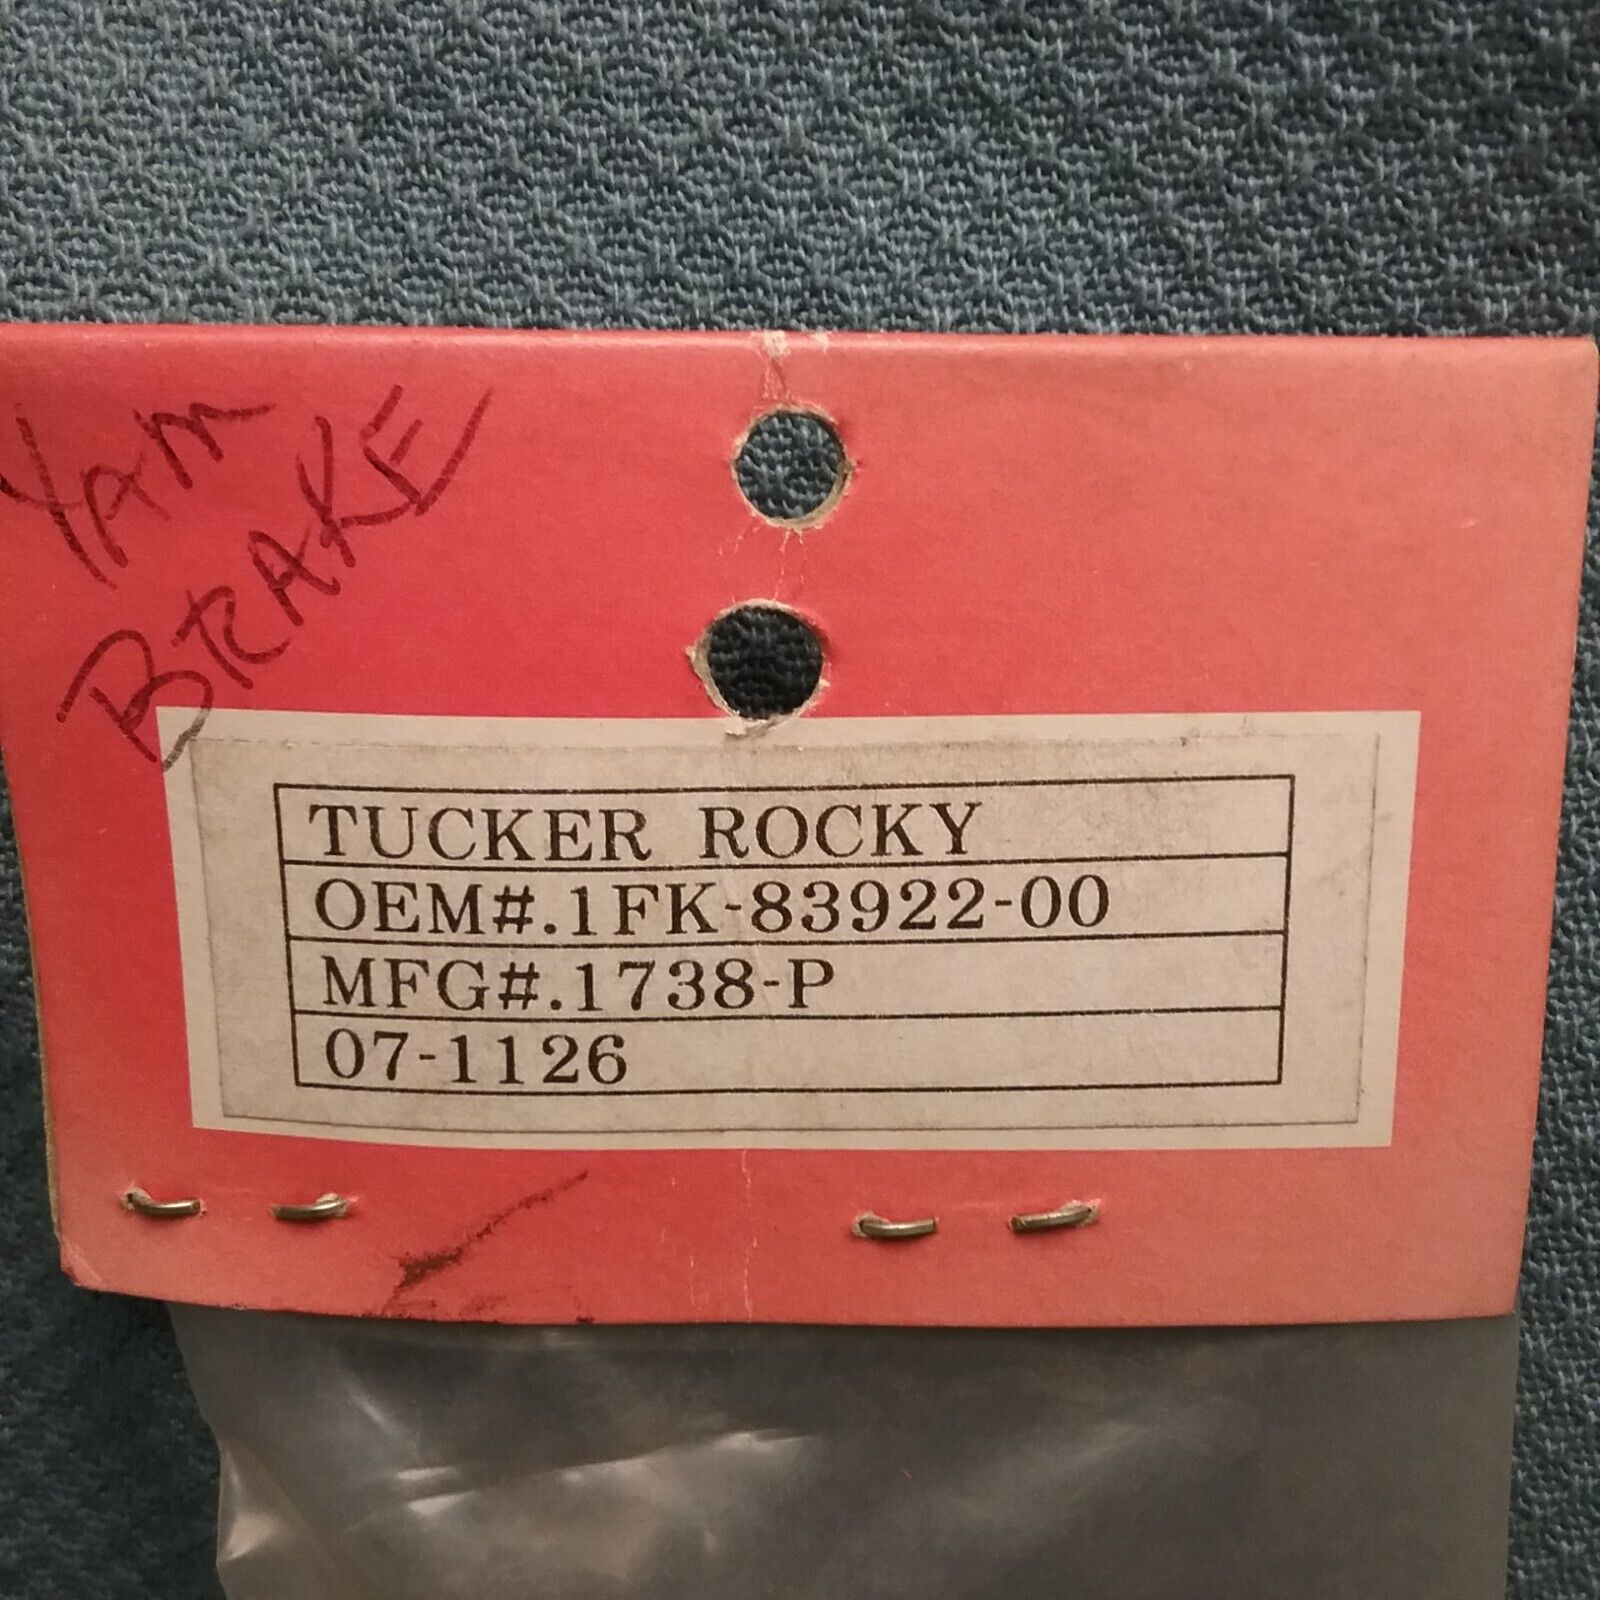 YAM
BRAKE
TUCKER ROCKY
OEM#.1FK-83922-00
MFG#.1738-P
07-1126